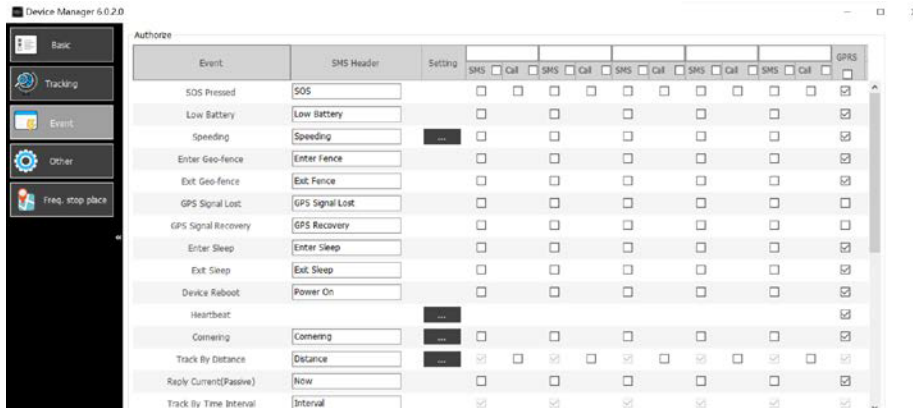 Device Manager 6.0.2.0
Basic
Tracking
Event
Other
Freq. stop place
«
Authorize
Event SMS Header Setting GPRS
SMS Call SMS Call SMS Call SMS Call SMS Call
SOS Pressed SOS
Low Battery Low Battery
Speeding Speeding ...
Enter Geo-fence Enter Fence
Exit Geo-fence Exit Fence
GPS Signal Lost GPS Signal Lost
GPS Signal Recovery GPS Recovery
Enter Sleep Enter Sleep
Exit Sleep Exit Sleep
Device Reboot Power On
Heartbeat ...
Cornering Cornering ...
Track By Distance Distance ...
Reply Current(Passive) Now
Track By Time Interval Interval